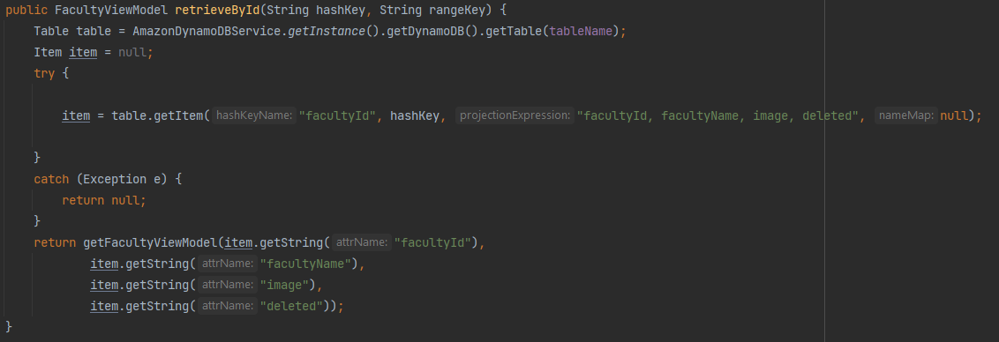 public FacultyViewModel retrieveById(String hashKey, String rangeKey) {
Table table = AmazonDynamoDBService.getInstance().getDynamoDB().getTable(tableName);
Item item = null;
try {
item = table.getItem( hashKeyName: "facultyId", hashKey, projectionExpression: "facultyId, facultyName, image, deleted", nameMap: null);
}
catch (Exception e) {
return null;
}
return getFacultyViewModel(item.getString( attrName: "facultyId"),
item.getString( attrName: "facultyName"),
item.getString( attrName: "image"),
item.getString( attrName: "deleted"));
}